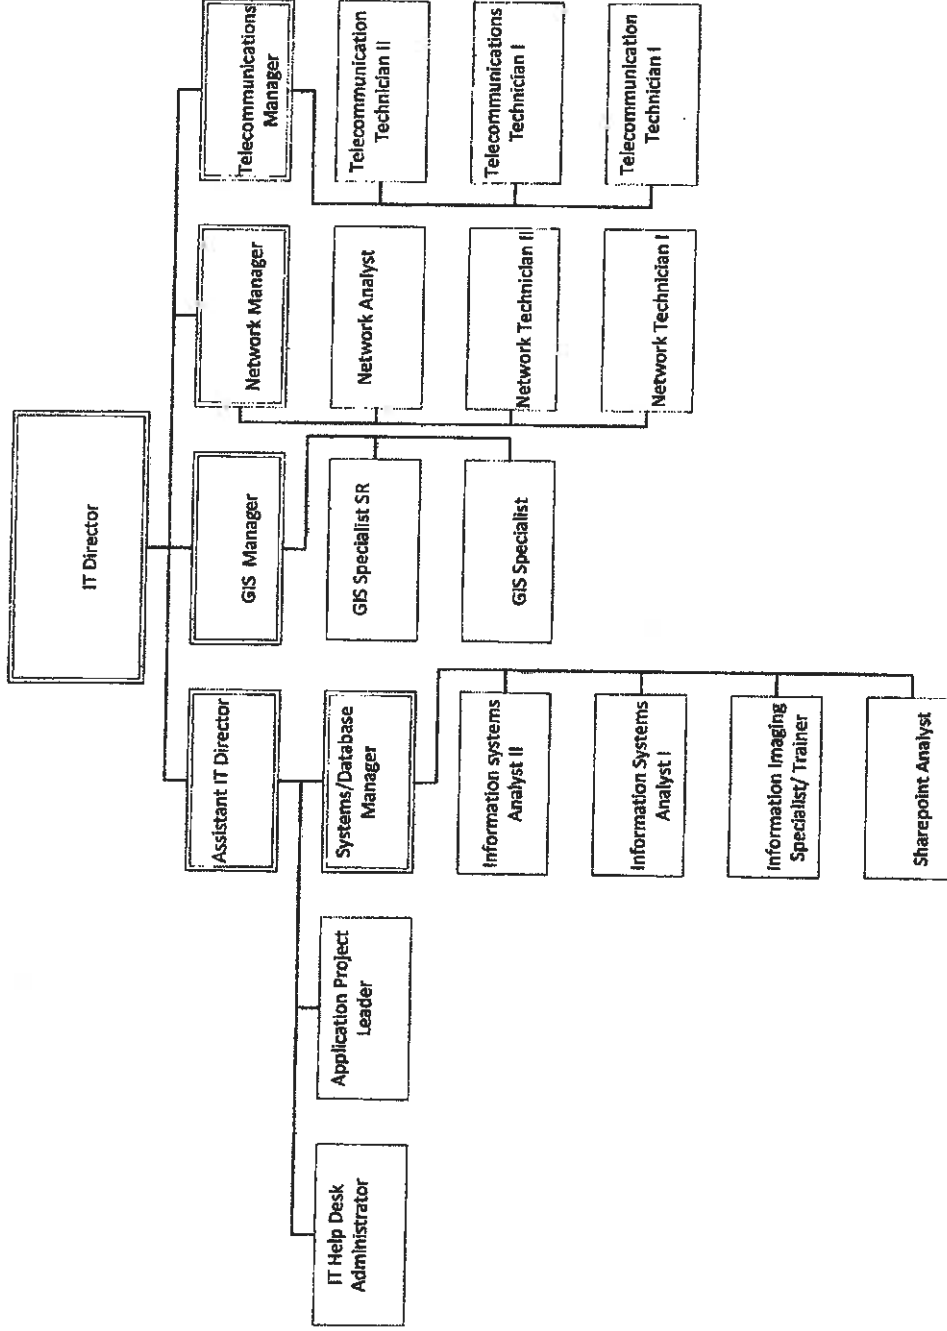 IT Director
Assistant IT Director
GIS  Manager
Network Manager
Telecommunications
Manager
IT Help Desk
Administrator
Application Project
Leader
Systems/Database
Manager
GIS Specialist SR
Network Analyst
Telecommunication
Technician II
Information systems
Analyst II
GIS Specialist
Network Technician II
Telecommunications
Technician I
Information Systems
Analyst I
Network Technician I
Telecommunication
Technician I
Information Imaging
Specialist/ Trainer
Sharepoint Analyst